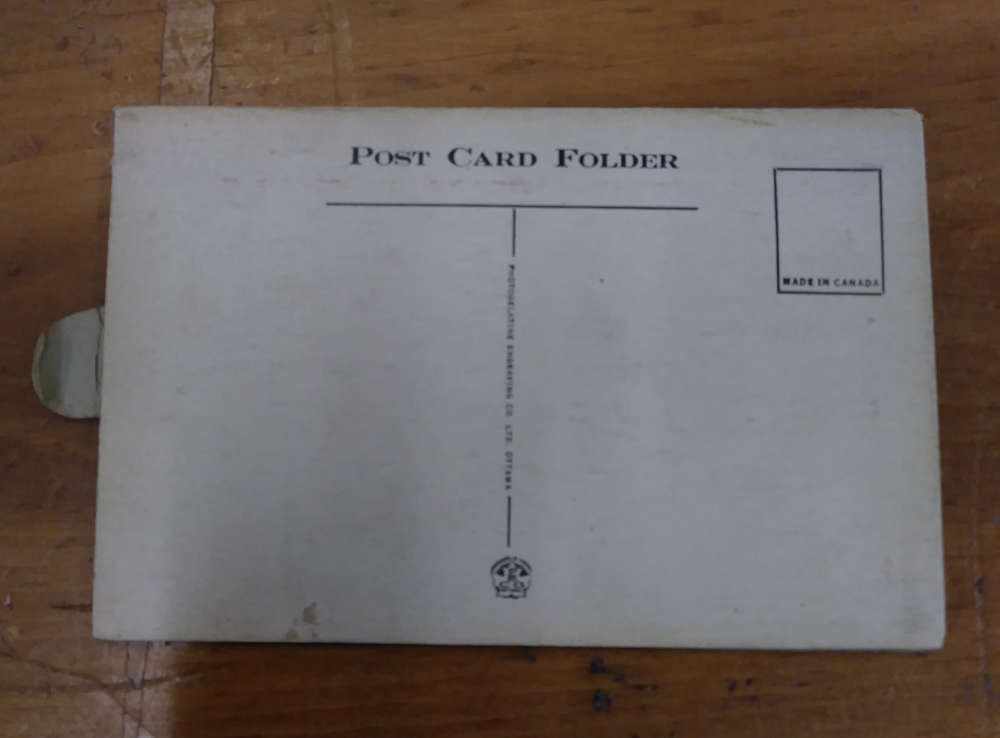 POST CARD FOLDER
MADE IN CANADA
PHOTOGELATINE ENGRAVING CO. LTD. OTTAWA